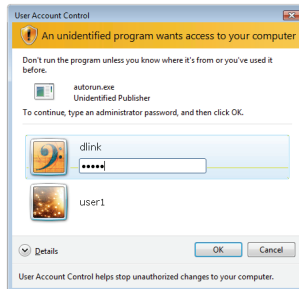 User Account Control
An unidentified program wants access to your computer
Don't run the program unless you know where it's from or you've used it
before.
autorun.exe
Unidentified Publisher
To continue, type an administrator password, and then click OK.
dlink
•••••
user1
Details
OK Cancel
User Account Control helps stop unauthorized changes to your computer.